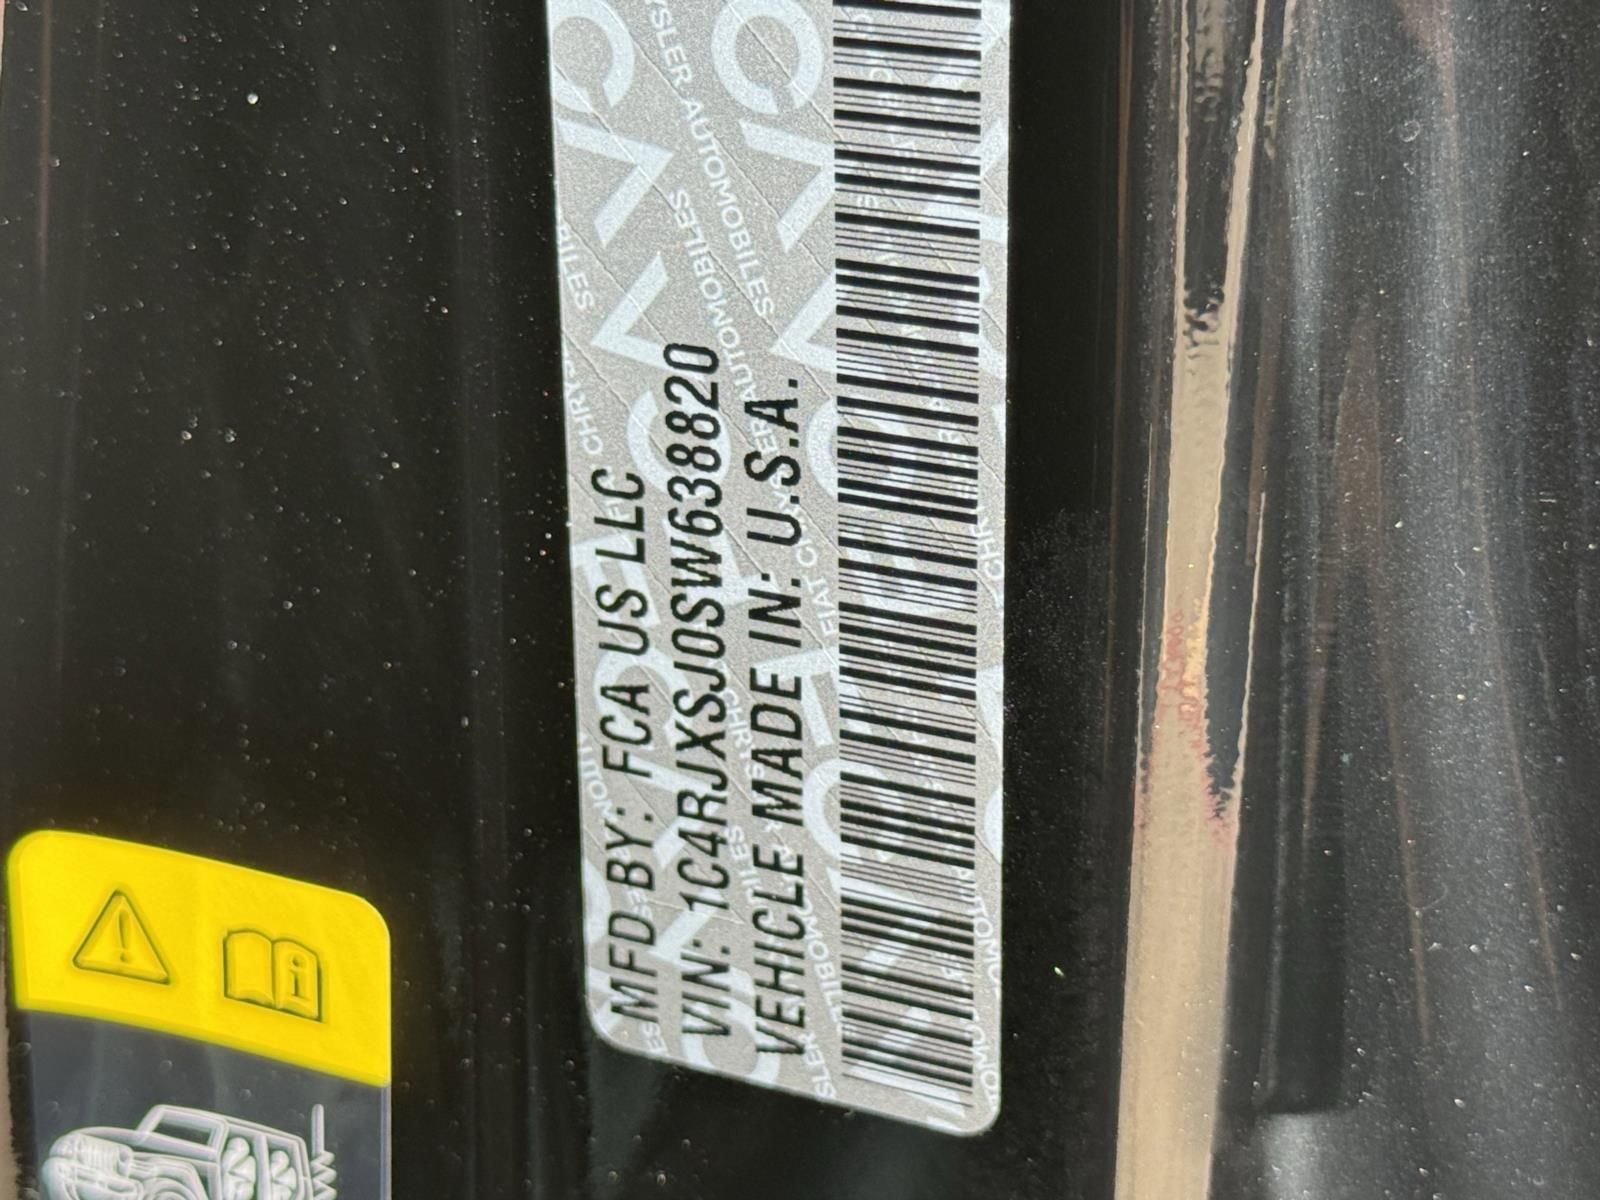 MFD BY: FCA US LLC
VIN: 1C4RJXSJ0SW638820
VEHICLE MADE IN: U.S.A.